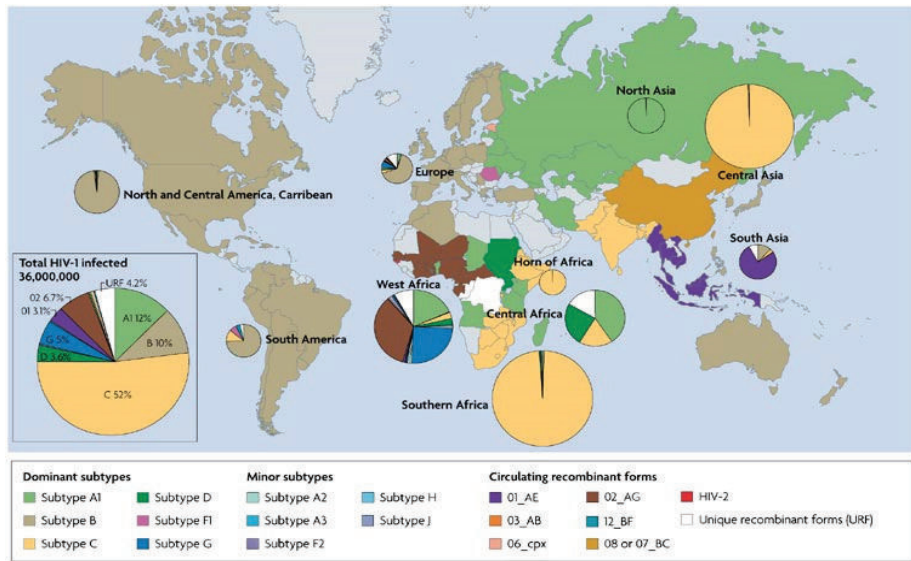 North Asia
Central Asia
Europe
North and Central America, Carribean
South Asia
Horn of Africa
West Africa
Central Africa
South America
Southern Africa
Total HIV-1 infected
36,000,000
URF 4.2%
02 6.7%
01 3.1%
A1 12%
G 5%
B 10%
D 3.6%
C 52%
Dominant subtypes
Subtype A1
Subtype B
Subtype C
Subtype D
Subtype F1
Subtype G
Minor subtypes
Subtype A2
Subtype A3
Subtype F2
Subtype H
Subtype J
Circulating recombinant forms
01_AE
03_AB
06_cpx
02_AG
12_BF
08 or 07_BC
HIV-2
Unique recombinant forms (URF)